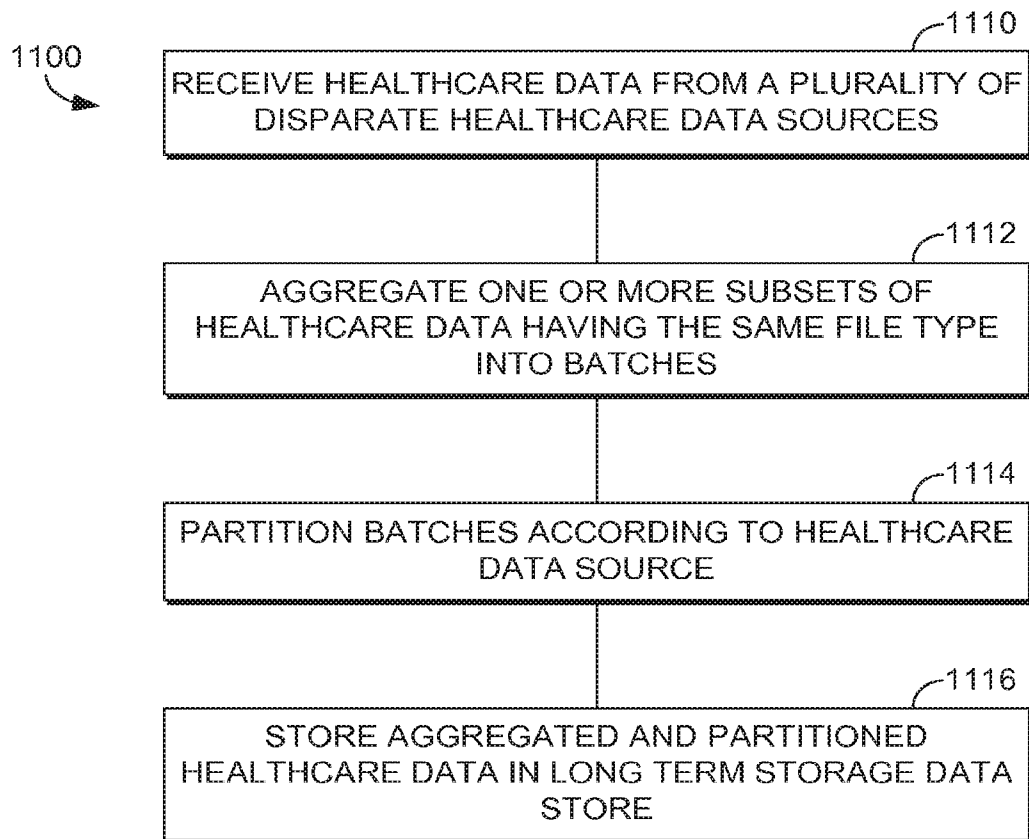 1100
1110
RECEIVE HEALTHCARE DATA FROM A PLURALITY OF
DISPARATE HEALTHCARE DATA SOURCES
1112
AGGREGATE ONE OR MORE SUBSETS OF
HEALTHCARE DATA HAVING THE SAME FILE TYPE
INTO BATCHES
1114
PARTITION BATCHES ACCORDING TO HEALTHCARE
DATA SOURCE
1116
STORE AGGREGATED AND PARTITIONED
HEALTHCARE DATA IN LONG TERM STORAGE DATA
STORE